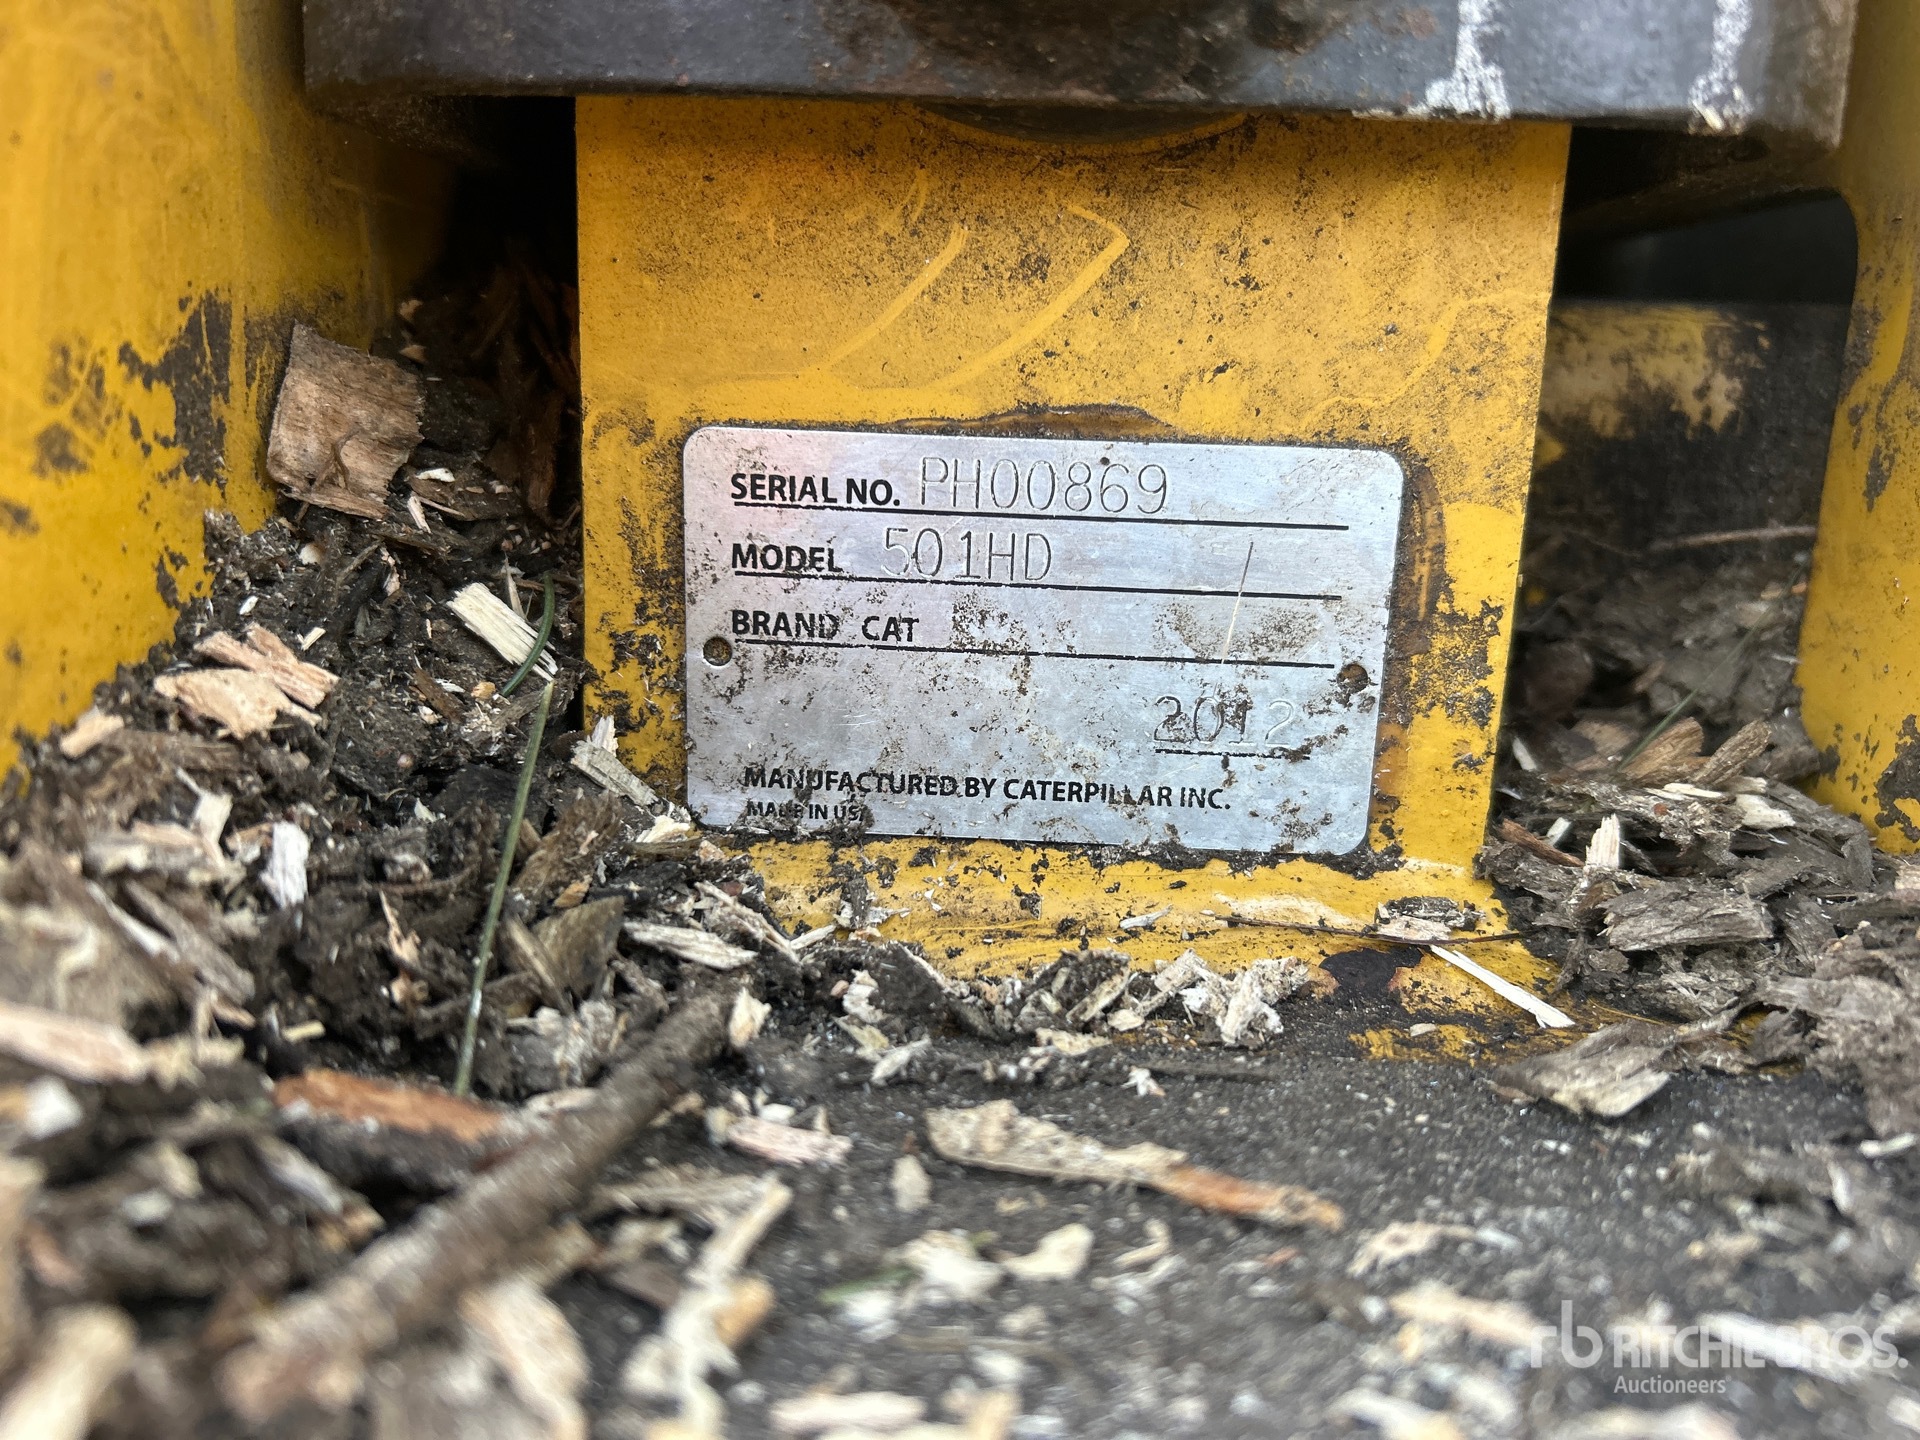 SERIAL NO. PH00869
MODEL 501HD
BRAND CAT
2012
MANUFACTURED BY CATERPILLAR INC.
MADE IN USA
rb RITCHIE BROS.
Auctioneers